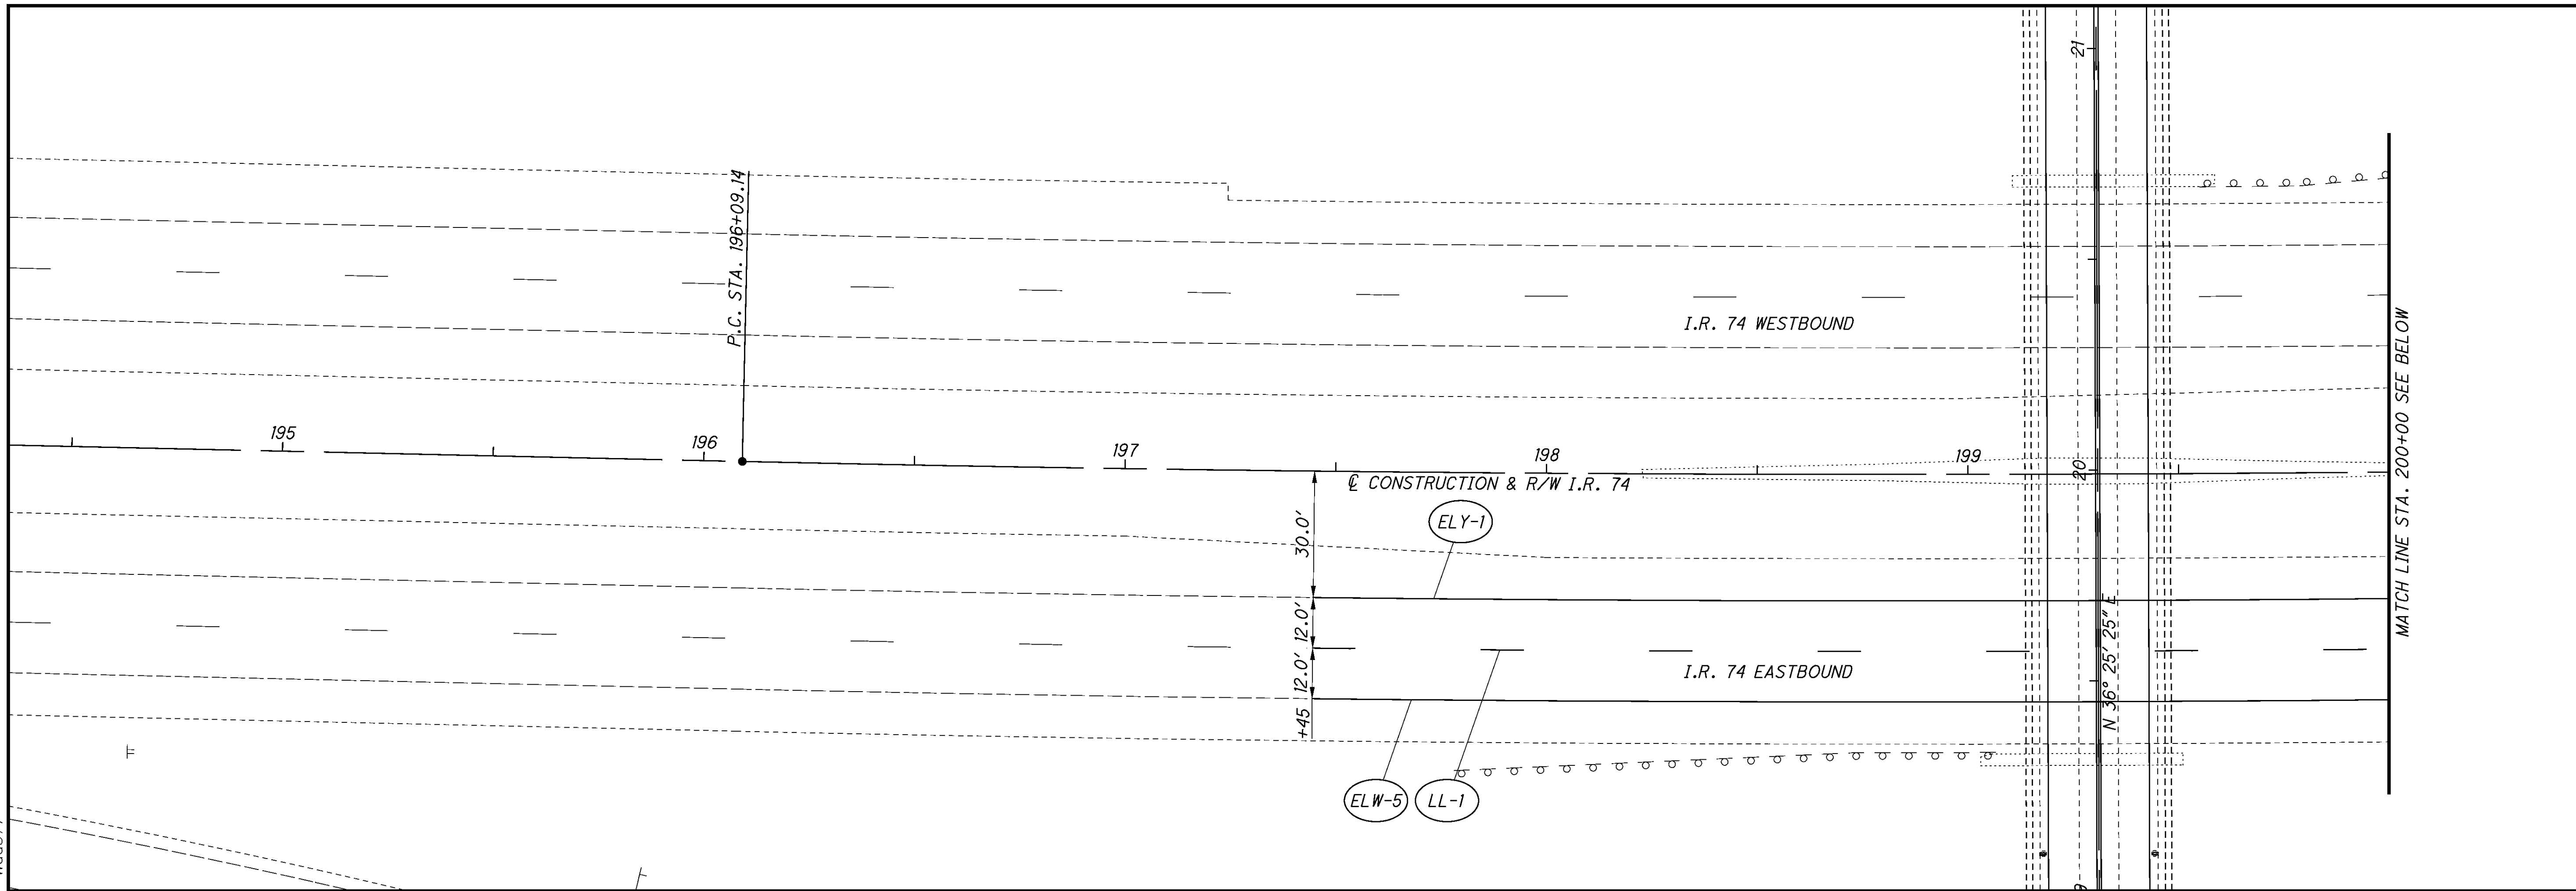 21
P.C. STA. 196+09.14
I.R. 74 WESTBOUND
MATCH LINE STA. 200+00 SEE BELOW
195
196
197
198
199
20
℄ CONSTRUCTION & R/W I.R. 74
ELY-1
30.0'
12.0'
12.0'
+45
N 36° 25' 25" E
I.R. 74 EASTBOUND
ELW-5
LL-1